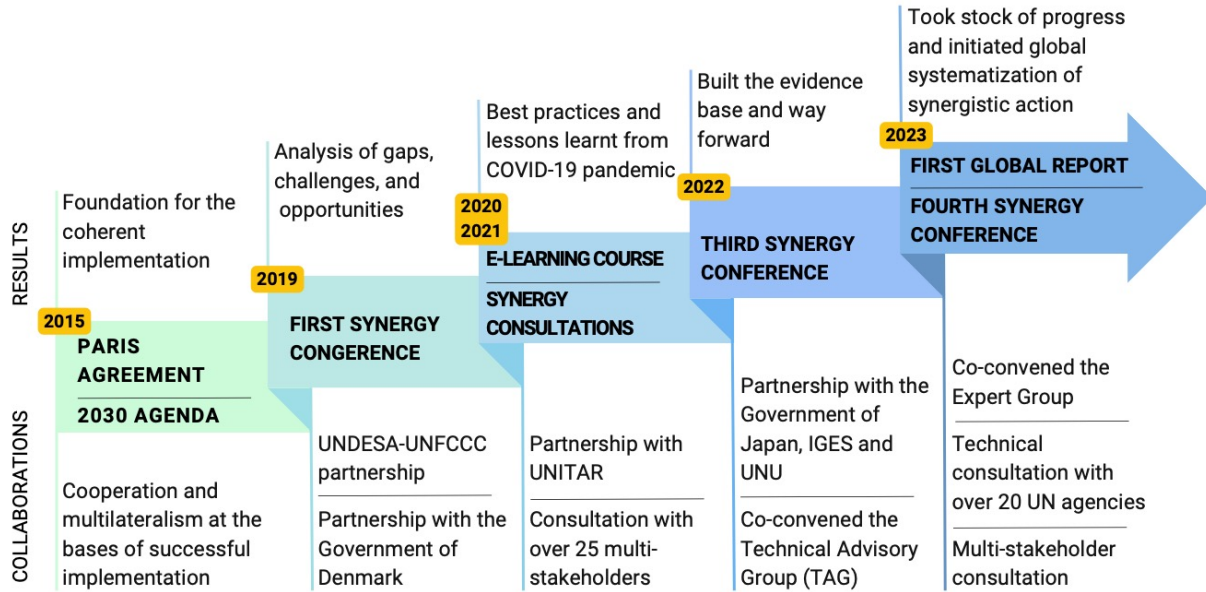 RESULTS
COLLABORATIONS
Foundation for the
coherent
implementation
2015
PARIS
AGREEMENT
2030 AGENDA
Cooperation and
multilateralism at the
bases of successful
implementation
Analysis of gaps,
challenges, and
opportunities
2019
FIRST SYNERGY
CONGERENCE
UNDESA-UNFCCC
partnership
Partnership with the
Government of
Denmark
Best practices and
lessons learnt from
COVID-19 pandemic
2020
2021
E-LEARNING COURSE
SYNERGY
CONSULTATIONS
Partnership with
UNITAR
Consultation with
over 25 multi-
stakeholders
Built the evidence
base and way
forward
2022
THIRD SYNERGY
CONFERENCE
Partnership with the
Government of
Japan, IGES and
UNU
Co-convened the
Technical Advisory
Group (TAG)
Took stock of progress
and initiated global
systematization of
synergistic action
2023
FIRST GLOBAL REPORT
FOURTH SYNERGY
CONFERENCE
Co-convened the
Expert Group
Technical
consultation with
over 20 UN agencies
Multi-stakeholder
consultation